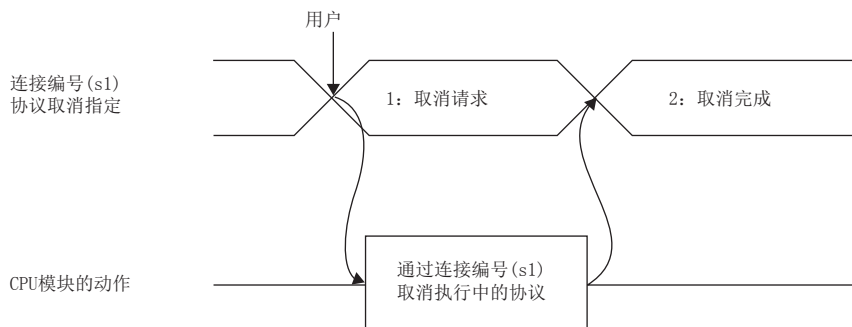 用户
连接编号(s1)
协议取消指定
1: 取消请求
2: 取消完成
CPU模块的动作
通过连接编号(s1)
取消执行中的协议